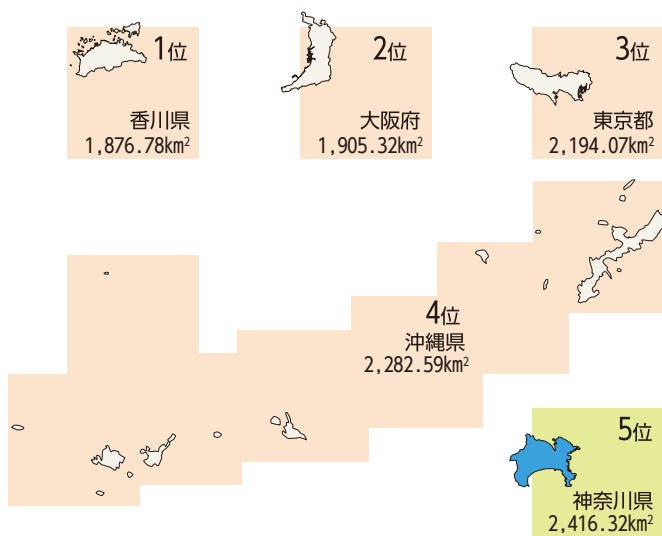 1位
香川県
1,876.78km²
2位
大阪府
1,905.32km²
3位
東京都
2,194.07km²
4位
沖縄県
2,282.59km²
5位
神奈川県
2,416.32km²